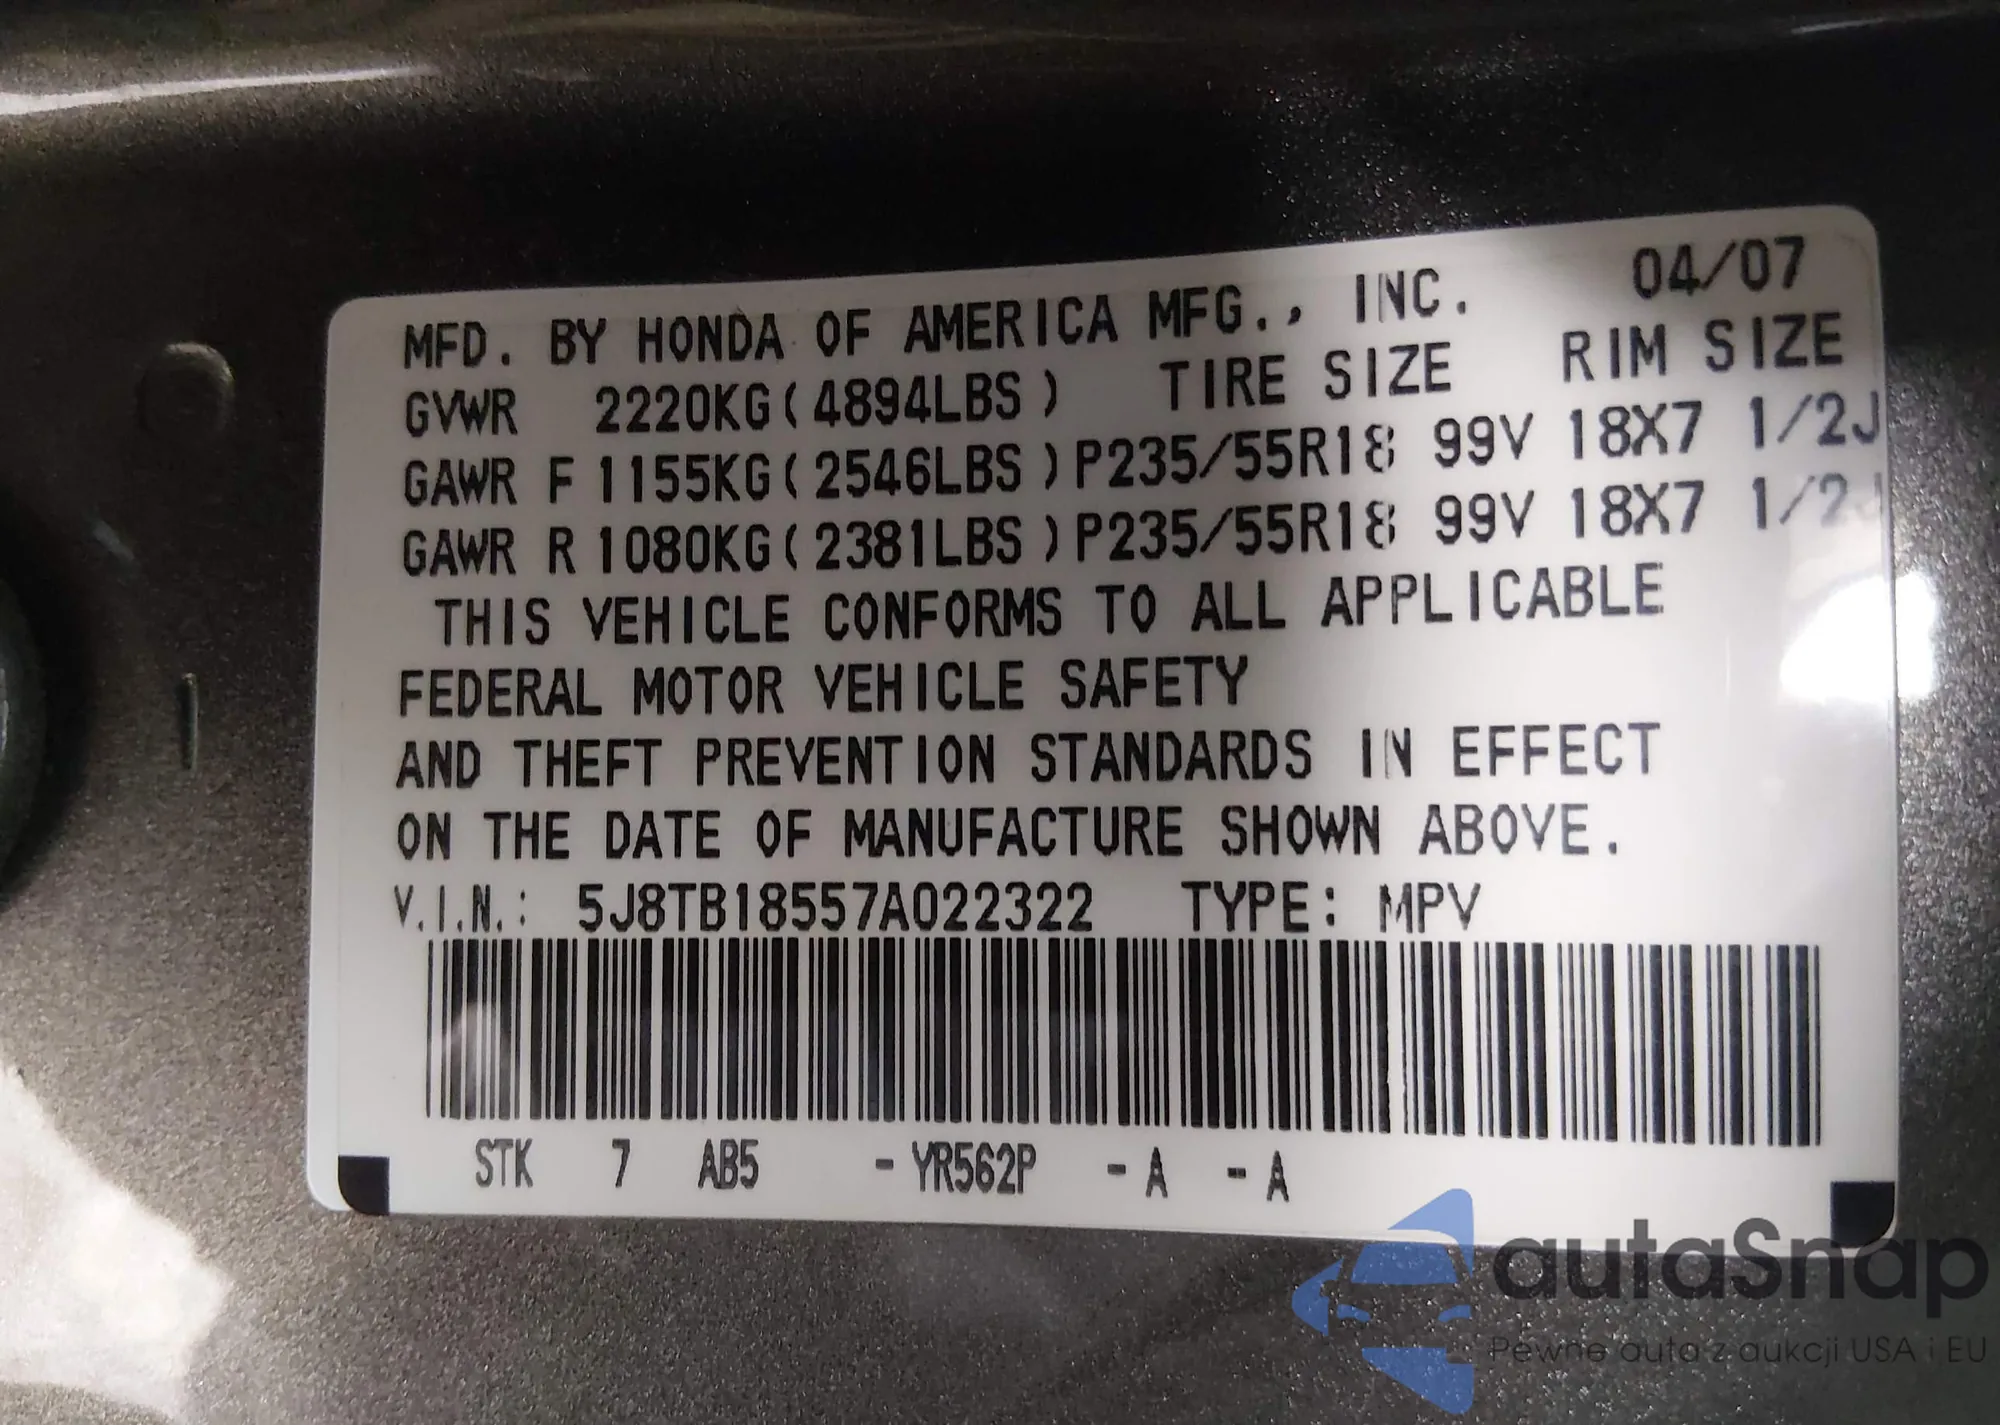 MFD. BY HONDA OF AMERICA MFG., INC. 04/07
GVWR 2220KG(4894LBS) TIRE SIZE RIM SIZE
GAWR F 1155KG(2546LBS)P235/55R18 99V 18X7 1/2J
GAWR R 1080KG(2381LBS)P235/55R18 99V 18X7 1/2J
THIS VEHICLE CONFORMS TO ALL APPLICABLE
FEDERAL MOTOR VEHICLE SAFETY
AND THEFT PREVENTION STANDARDS IN EFFECT
ON THE DATE OF MANUFACTURE SHOWN ABOVE.
V.I.N.: 5J8TB18557A022322 TYPE: MPV
STK 7 AB5 -YR562P -A -A
autaSnap
Pewne auta z aukcji USA i EU